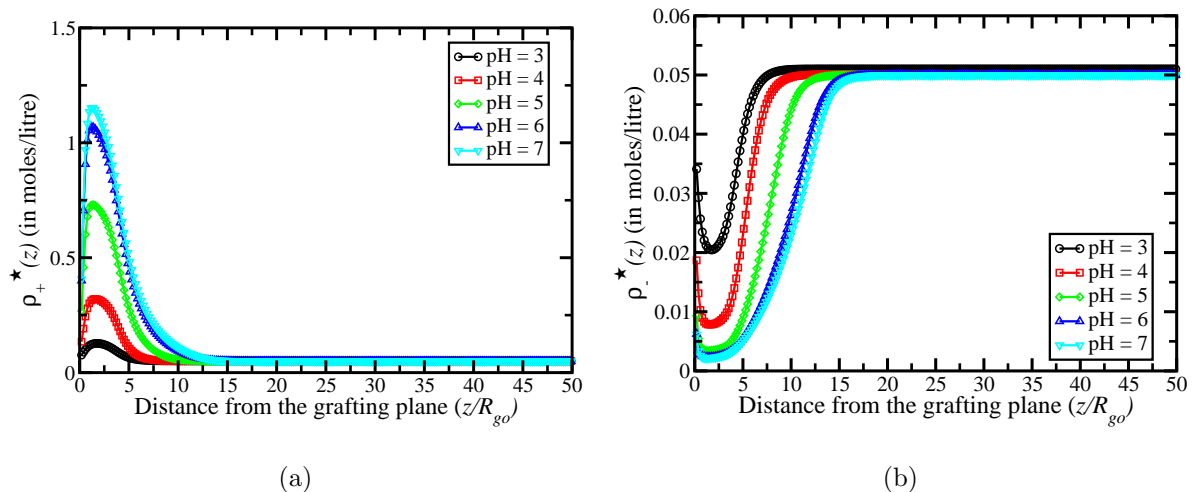 1.5
1
0.5
0
0 5 10 15 20 25 30 35 40 45 50
ρ₊★(z) (in moles/litre)
Distance from the grafting plane (z/R_go)
pH = 3
pH = 4
pH = 5
pH = 6
pH = 7
(a)
0.06
0.05
0.04
0.03
0.02
0.01
0
0 5 10 15 20 25 30 35 40 45 50
ρ₋★(z) (in moles/litre)
Distance from the grafting plane (z/R_go)
pH = 3
pH = 4
pH = 5
pH = 6
pH = 7
(b)